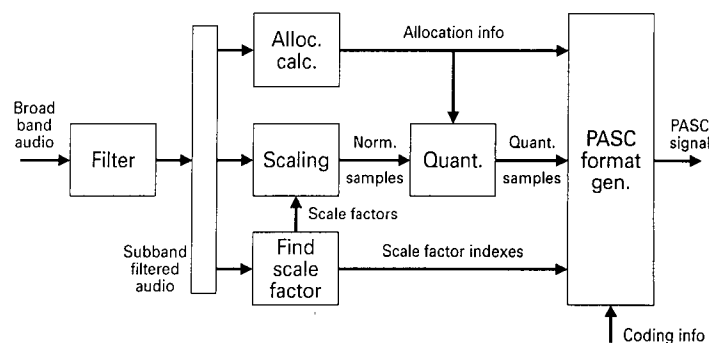 Broad
band
audio
Filter
Subband
filtered
audio
Alloc.
calc.
Allocation info
Scaling
Norm.
samples
Quant.
Quant.
samples
Scale factors
Find
scale
factor
Scale factor indexes
PASC
format
gen.
PASC
signal
Coding info